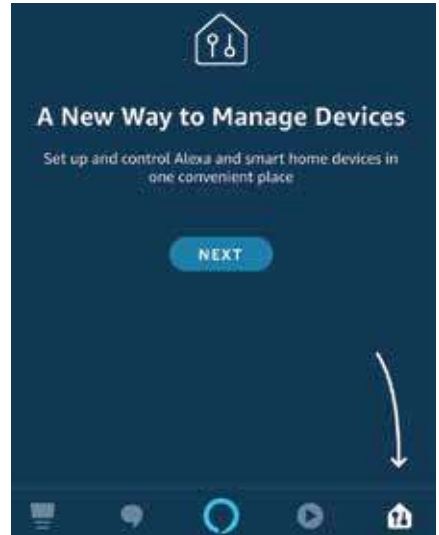 A New Way to Manage Devices
Set up and control Alexa and smart home devices in
one convenient place
NEXT